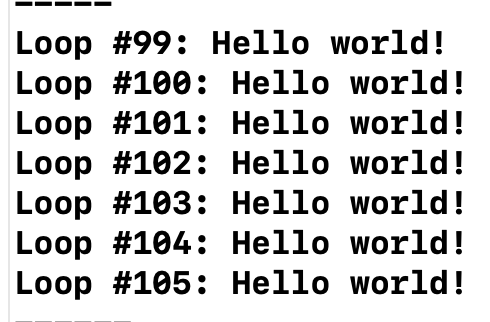 -----
Loop #99: Hello world!
Loop #100: Hello world!
Loop #101: Hello world!
Loop #102: Hello world!
Loop #103: Hello world!
Loop #104: Hello world!
Loop #105: Hello world!
------